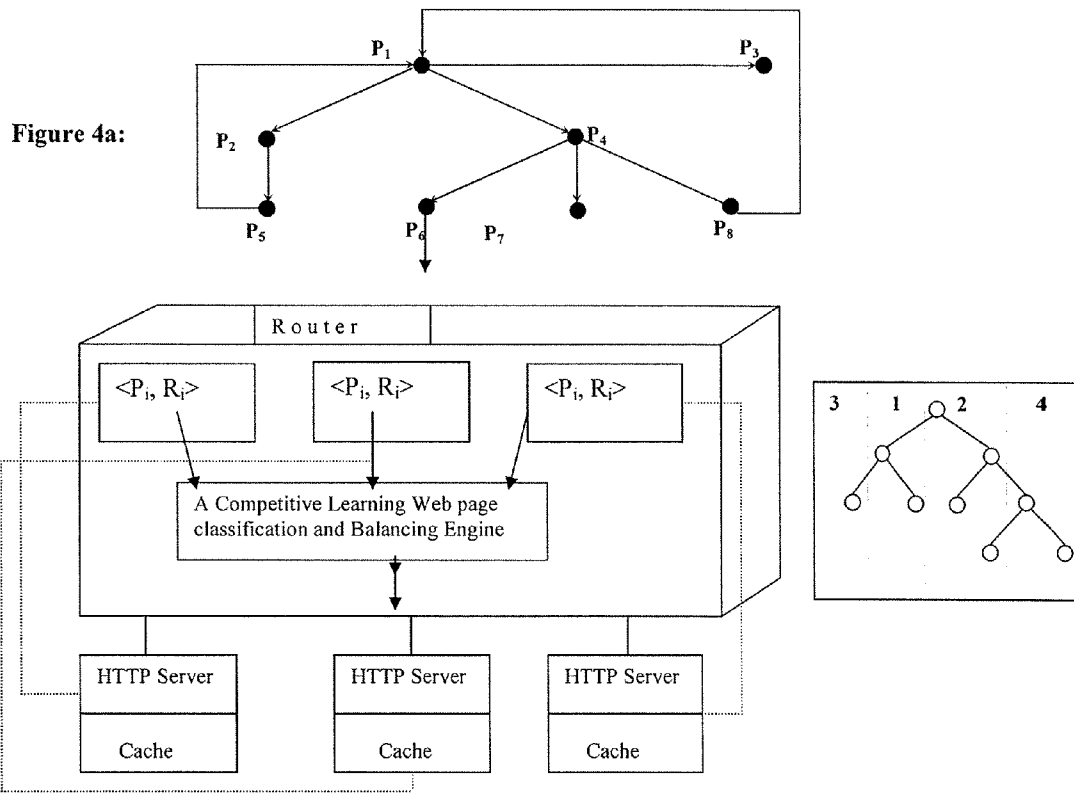 P₁
P₃
Figure 4a:
P₂
P₄
P₅
P₆
P₇
P₈
Router
<Pᵢ, Rᵢ>
<Pᵢ, Rᵢ>
<Pᵢ, Rᵢ>
3 1 2 4
A Competitive Learning Web page
classification and Balancing Engine
HTTP Server
HTTP Server
HTTP Server
Cache
Cache
Cache